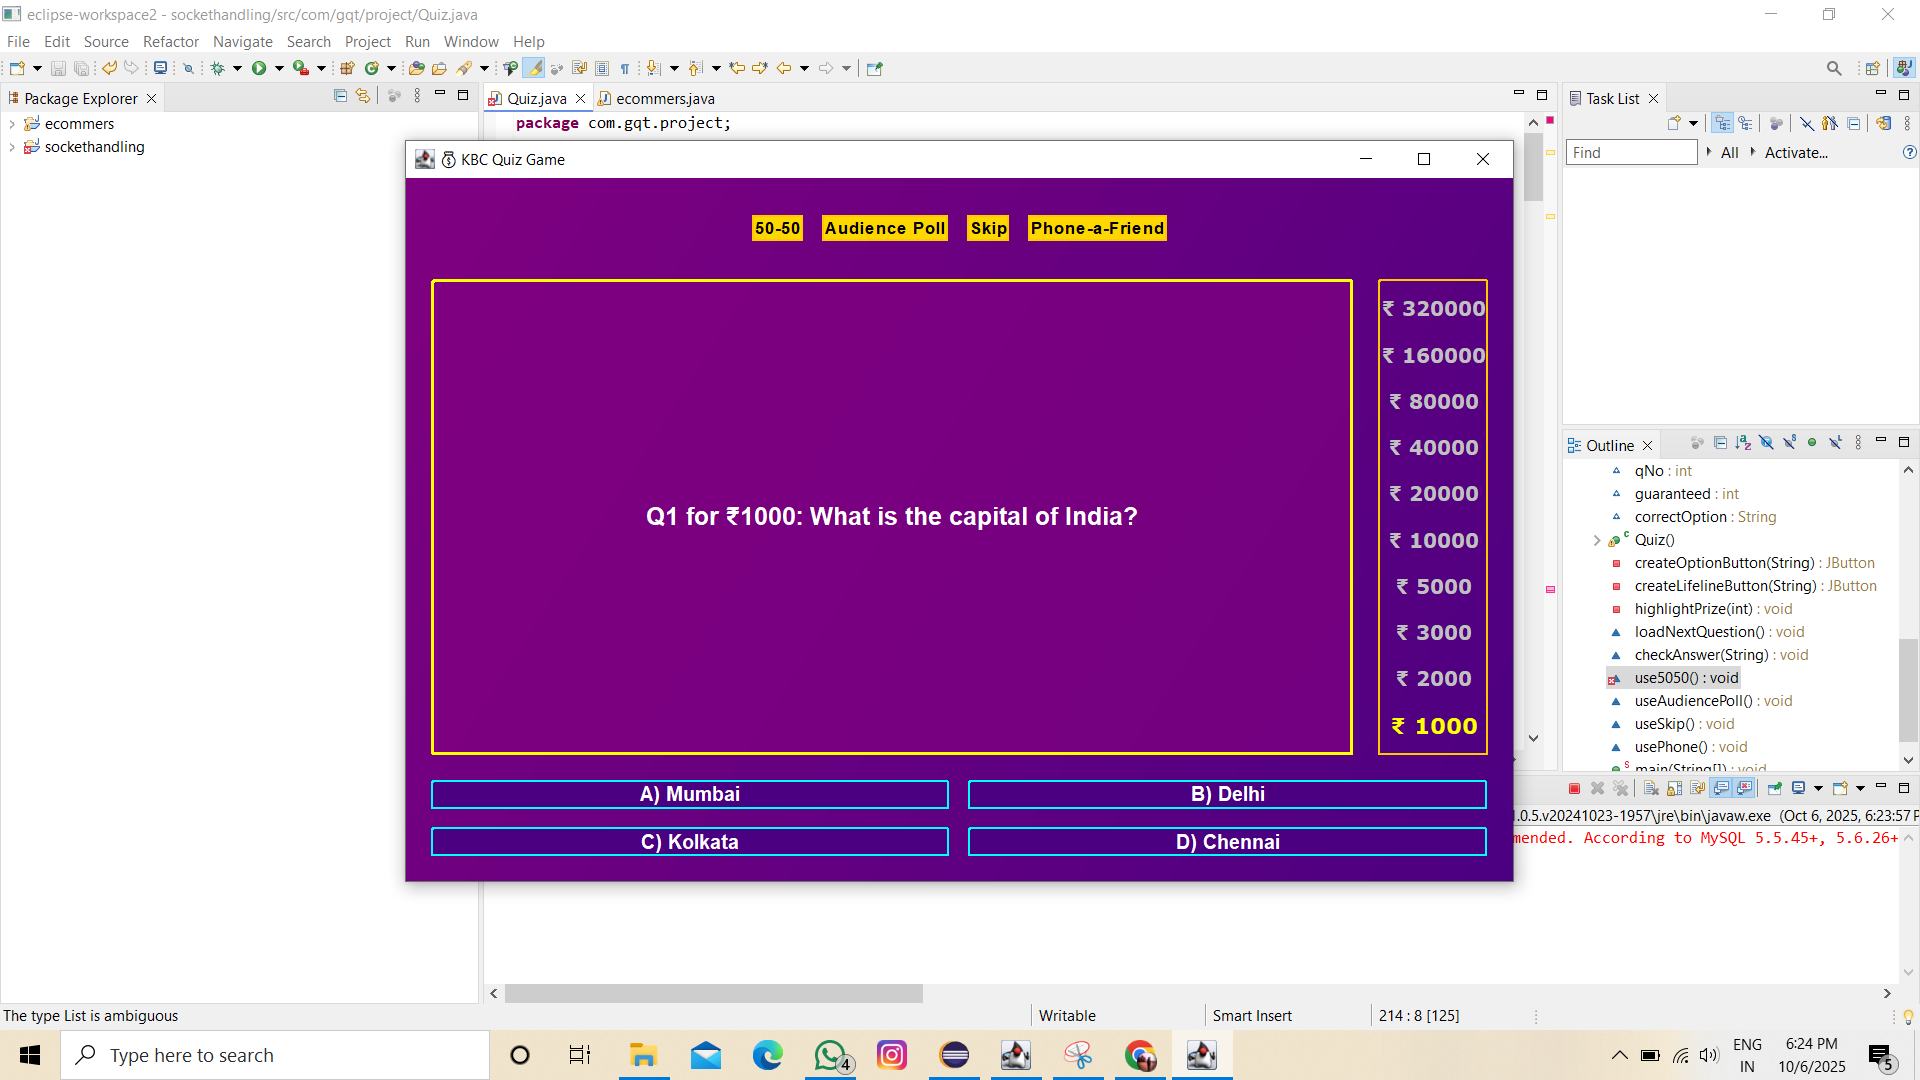 eclipse-workspace2 - sockethandling/src/com/gqt/project/Quiz.java
File Edit Source Refactor Navigate Search Project Run Window Help
Package Explorer
Quiz.java
ecommers.java
Task List
ecommers
sockethandling
package com.gqt.project;
Find
All
Activate...
KBC Quiz Game
50-50
Audience Poll
Skip
Phone-a-Friend
Q1 for ₹1000: What is the capital of India?
₹ 320000
₹ 160000
₹ 80000
₹ 40000
₹ 20000
₹ 10000
₹ 5000
₹ 3000
₹ 2000
₹ 1000
A) Mumbai
B) Delhi
C) Kolkata
D) Chennai
Outline
qNo : int
guaranteed : int
correctOption : String
Quiz()
createOptionButton(String) : JButton
createLifelineButton(String) : JButton
highlightPrize(int) : void
loadNextQuestion() : void
checkAnswer(String) : void
use5050() : void
useAudiencePoll() : void
useSkip() : void
usePhone() : void
main(String[]) : void
1.0.5.v20241023-1957\jre\bin\javaw.exe (Oct 6, 2025, 6:23:57 P
mended. According to MySQL 5.5.45+, 5.6.26+
The type List is ambiguous
Writable
Smart Insert
214 : 8 [125]
Type here to search
4
ENG
IN
6:24 PM
10/6/2025
5